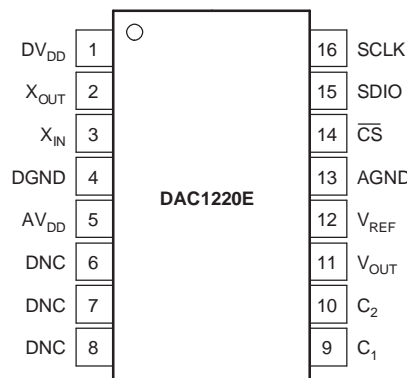 DV_DD 1 16 SCLK
X_OUT 2 15 SDIO
X_IN 3 14 C̅S̅
DGND 4 13 AGND
DAC1220E
AV_DD 5 12 V_REF
DNC 6 11 V_OUT
DNC 7 10 C_2
DNC 8 9 C_1